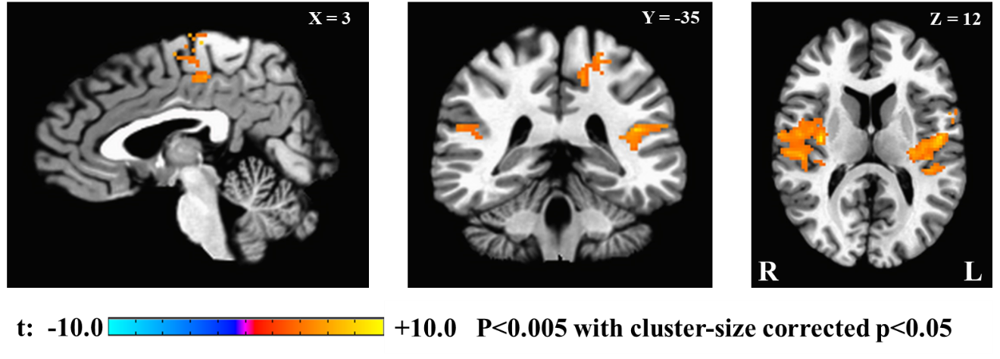 X = 3
Y = -35
Z = 12
R L
t: -10.0 +10.0 P<0.005 with cluster-size corrected p<0.05